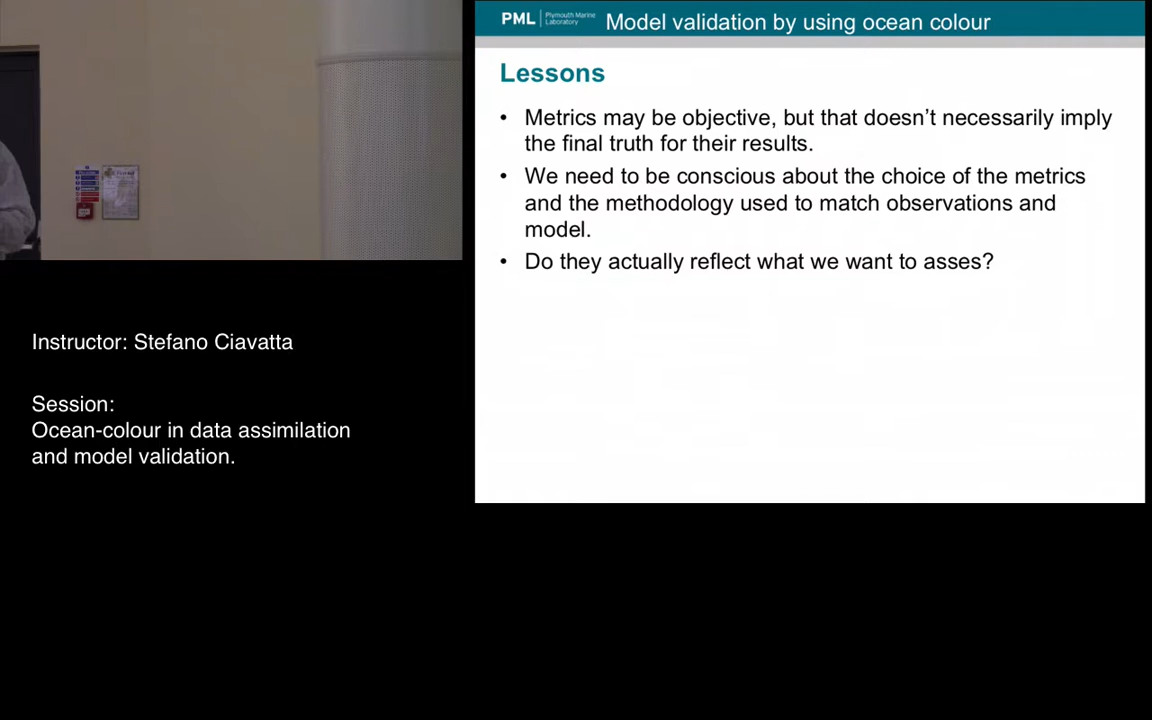 PML
Plymouth Marine
Laboratory
Model validation by using ocean colour
Lessons
• Metrics may be objective, but that doesn't necessarily imply
the final truth for their results.
• We need to be conscious about the choice of the metrics
and the methodology used to match observations and
model.
• Do they actually reflect what we want to asses?
Instructor: Stefano Ciavatta
Session:
Ocean-colour in data assimilation
and model validation.